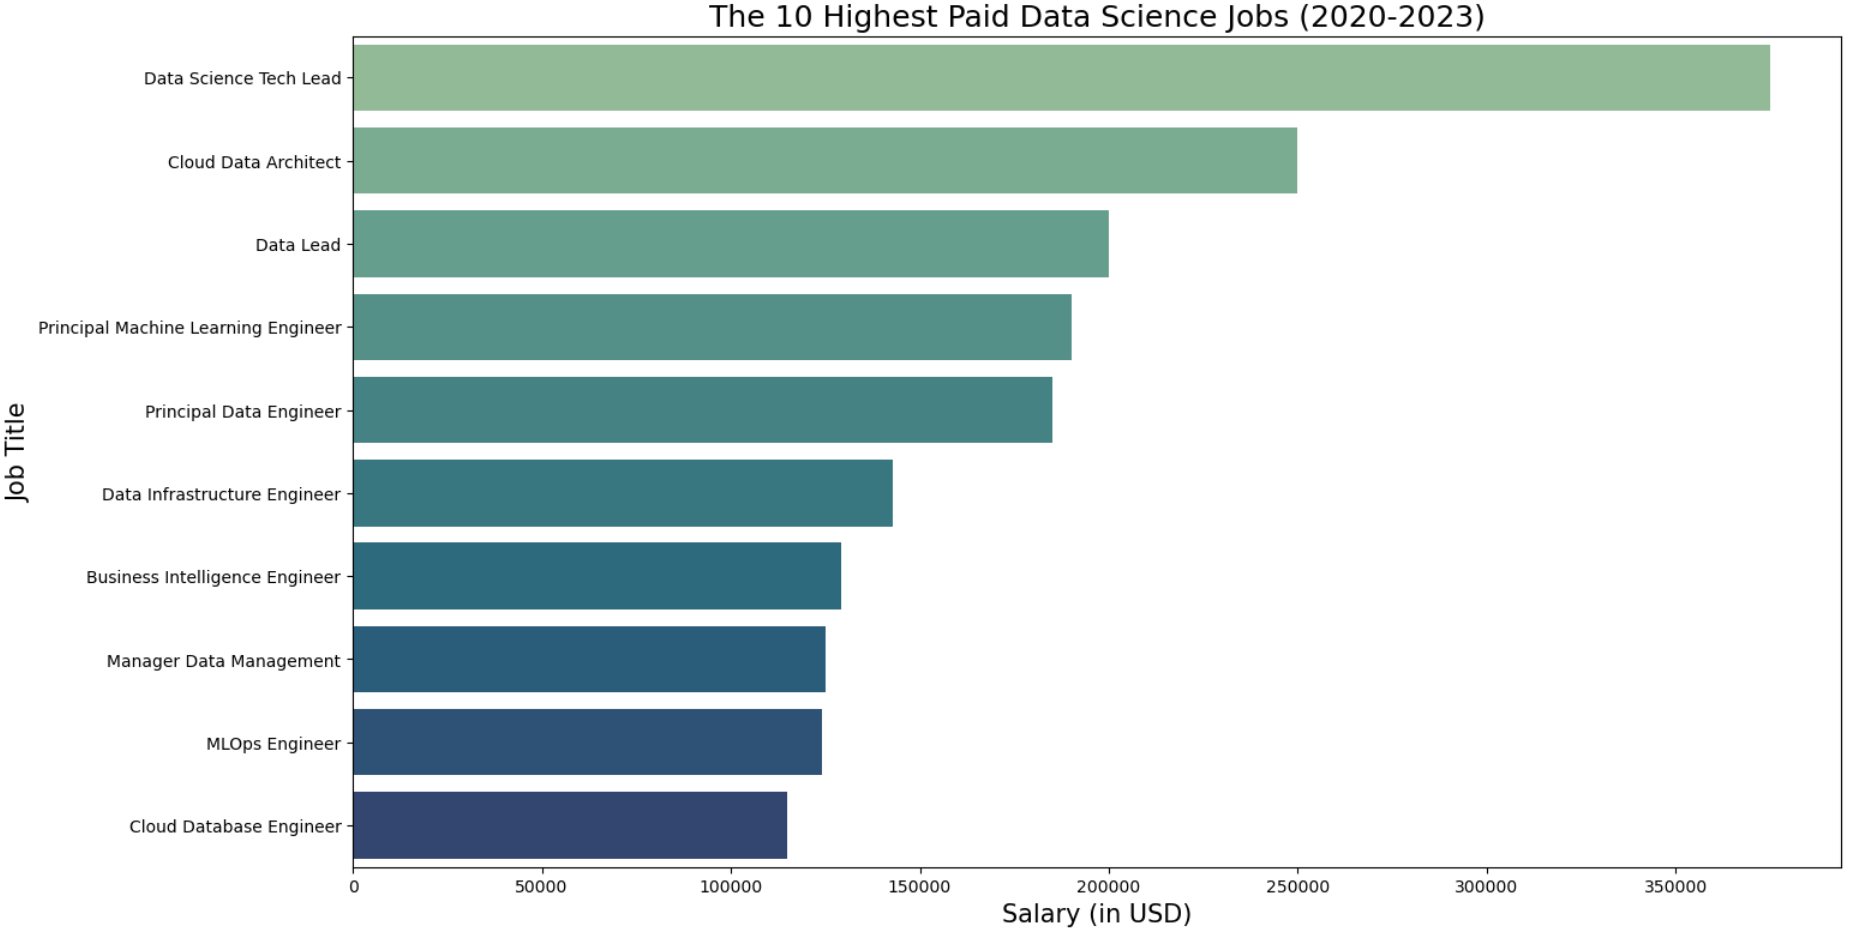 The 10 Highest Paid Data Science Jobs (2020-2023)
Job Title
Data Science Tech Lead
Cloud Data Architect
Data Lead
Principal Machine Learning Engineer
Principal Data Engineer
Data Infrastructure Engineer
Business Intelligence Engineer
Manager Data Management
MLOps Engineer
Cloud Database Engineer
0 50000 100000 150000 200000 250000 300000 350000
Salary (in USD)